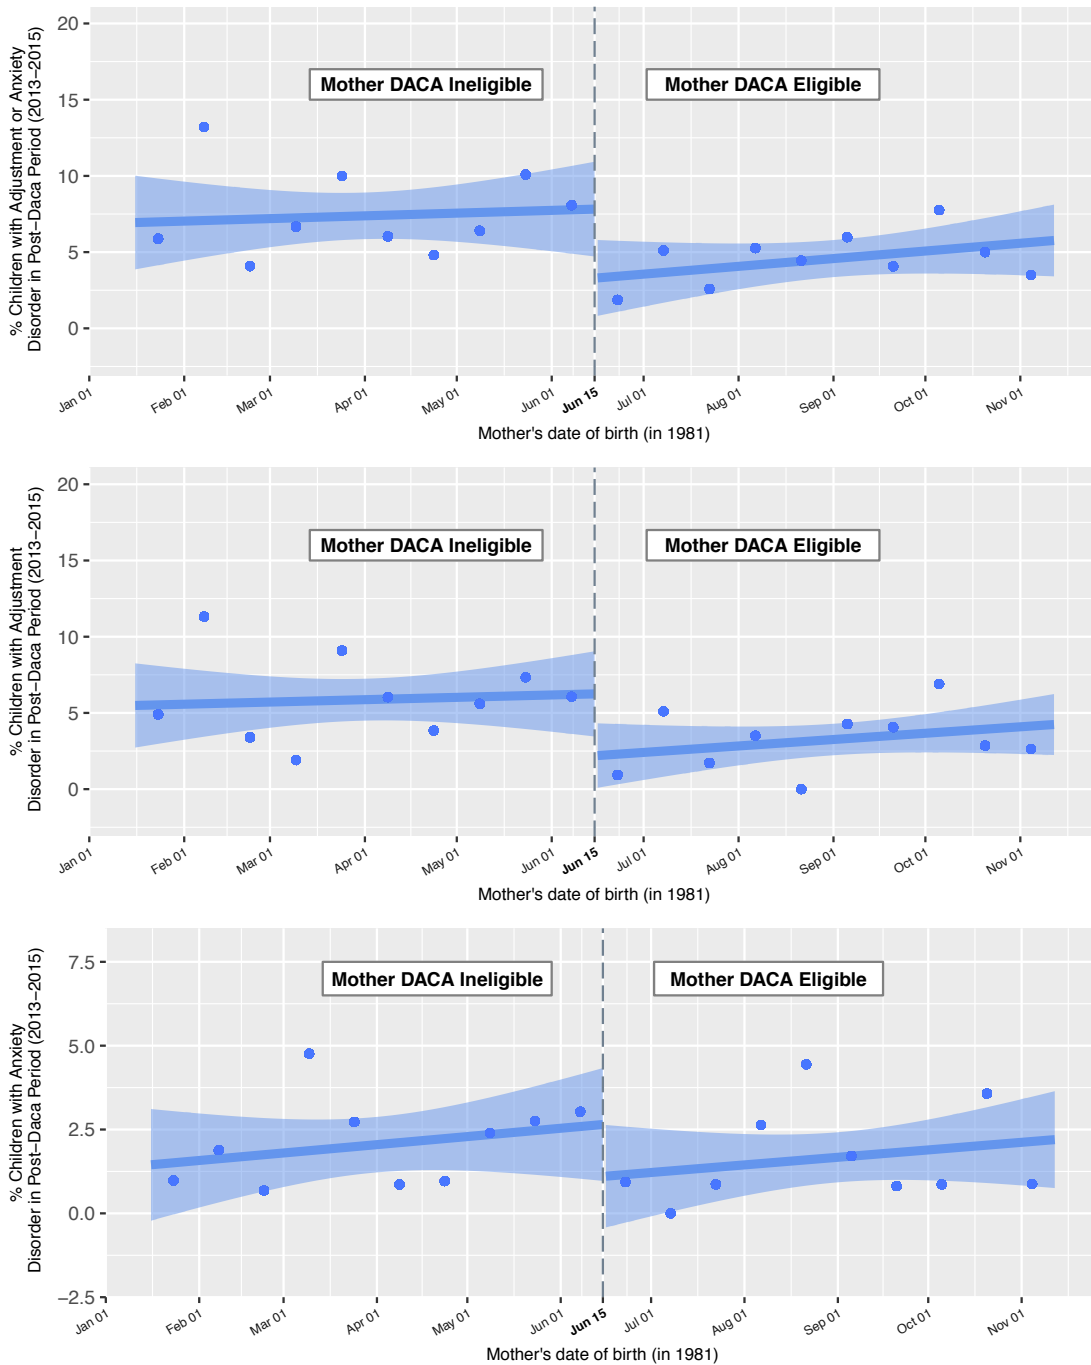 % Children with Adjustment or Anxiety
Disorder in Post−Daca Period (2013−2015)
20
15
10
5
0
Mother DACA Ineligible
Mother DACA Eligible
Jan 01
Feb 01
Mar 01
Apr 01
May 01
Jun 01
Jun 15
Jul 01
Aug 01
Sep 01
Oct 01
Nov 01
Mother's date of birth (in 1981)
% Children with Adjustment
Disorder in Post−Daca Period (2013−2015)
20
15
10
5
0
Mother DACA Ineligible
Mother DACA Eligible
Jan 01
Feb 01
Mar 01
Apr 01
May 01
Jun 01
Jun 15
Jul 01
Aug 01
Sep 01
Oct 01
Nov 01
Mother's date of birth (in 1981)
% Children with Anxiety
Disorder in Post−Daca Period (2013−2015)
7.5
5.0
2.5
0.0
−2.5
Mother DACA Ineligible
Mother DACA Eligible
Jan 01
Feb 01
Mar 01
Apr 01
May 01
Jun 01
Jun 15
Jul 01
Aug 01
Sep 01
Oct 01
Nov 01
Mother's date of birth (in 1981)